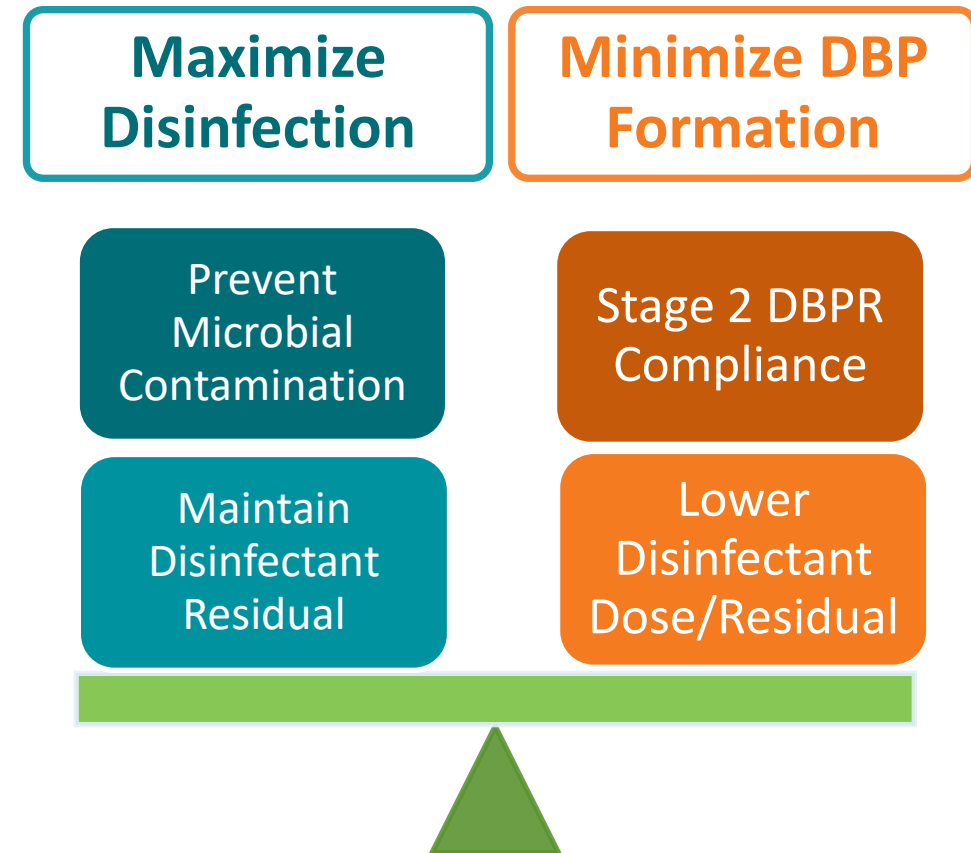 Maximize
Disinfection
Minimize DBP
Formation
Prevent
Microbial
Contamination
Stage 2 DBPR
Compliance
Maintain
Disinfectant
Residual
Lower
Disinfectant
Dose/Residual